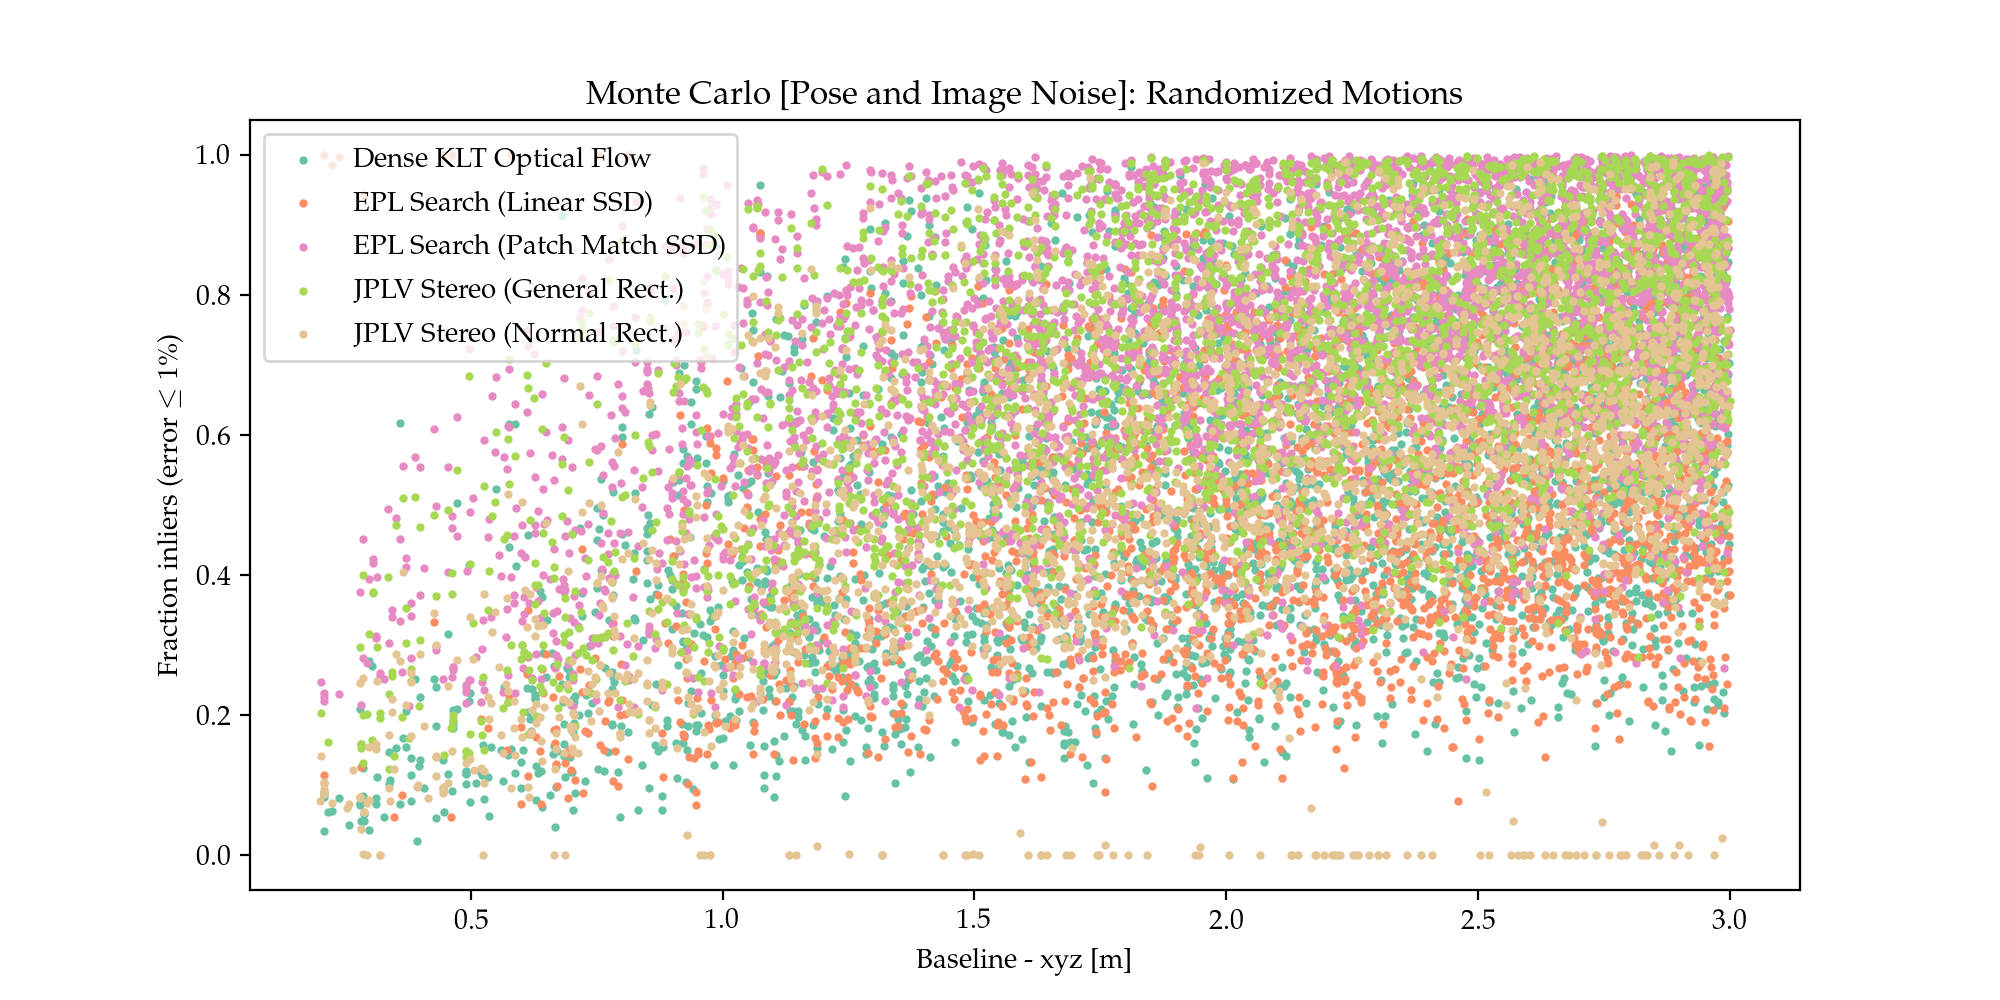 Monte Carlo [Pose and Image Noise]: Randomized Motions
Dense KLT Optical Flow
EPL Search (Linear SSD)
EPL Search (Patch Match SSD)
JPLV Stereo (General Rect.)
JPLV Stereo (Normal Rect.)
Fraction inliers (error ≤ 1%)
1.0
0.8
0.6
0.4
0.2
0.0
0.5 1.0 1.5 2.0 2.5 3.0
Baseline - xyz [m]